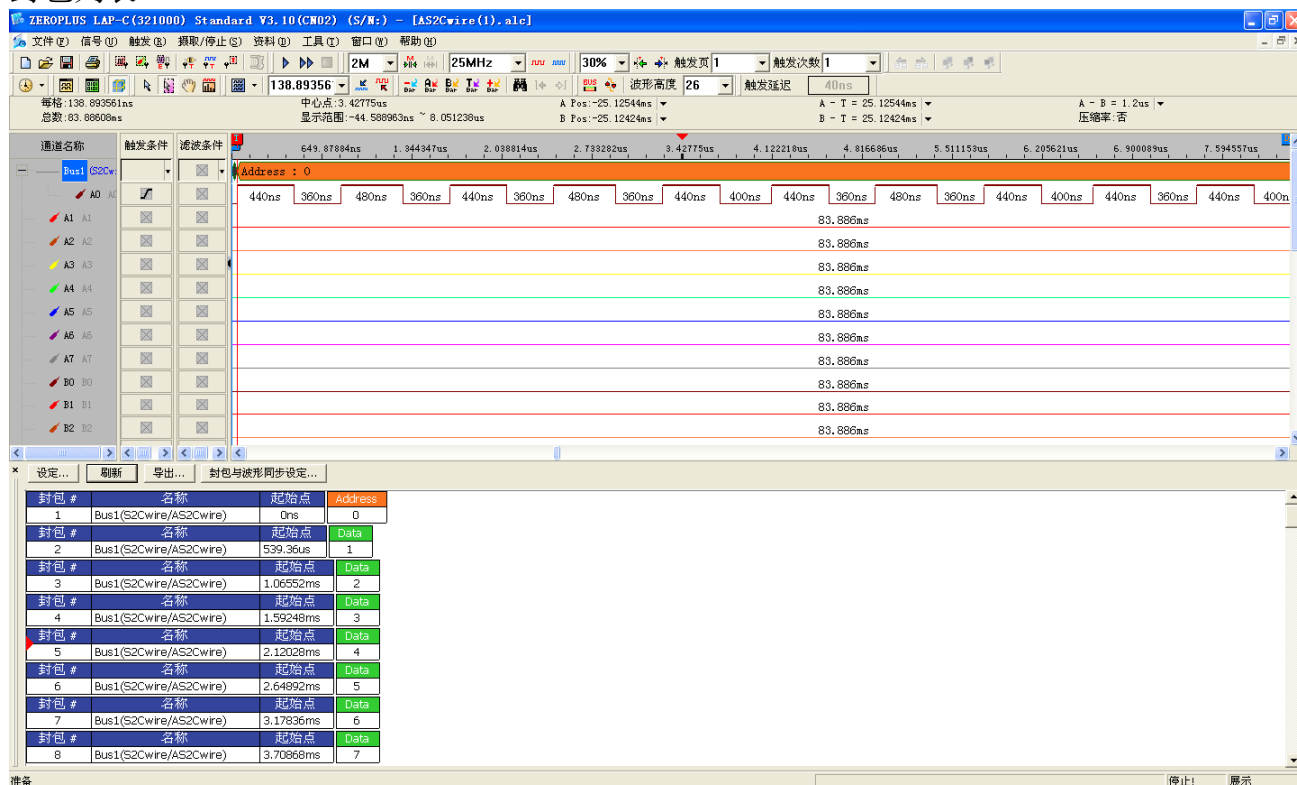 ZEROPLUS LAP-C(321000) Standard V3.10(CN02) (S/N:) - [AS2Cwire(1).alc]
文件(F) 信号(U) 触发(R) 摄取/停止(S) 资料(D) 工具(T) 窗口(W) 帮助(H)
2M 25MHz 30% 触发页 1 触发次数 1
138.89356 波形高度 26 触发延迟 40ns
每格:138.893561ns 中心点:3.42775us A Pos:-25.12544ms A - T = 25.12544ms A - B = 1.2us
总数:83.88608ms 显示范围:-44.588963ns ~ 8.051238us B Pos:-25.12424ms B - T = 25.12424ms 压缩率:否
通道名称 触发条件 滤波条件 649.87884ns 1.344347us 2.038814us 2.733282us 3.42775us 4.122218us 4.816686us 5.511153us 6.205621us 6.900089us 7.594557us
Bus1 (S2Cw: Address : 0
A0 A0 440ns 360ns 480ns 360ns 440ns 360ns 480ns 360ns 440ns 400ns 440ns 360ns 480ns 360ns 440ns 400ns 440ns 360ns 440ns 400n
A1 A1 83.886ms
A2 A2 83.886ms
A3 A3 83.886ms
A4 A4 83.886ms
A5 A5 83.886ms
A6 A6 83.886ms
A7 A7 83.886ms
B0 B0 83.886ms
B1 B1 83.886ms
B2 B2 83.886ms
设定... 刷新 导出... 封包与波形同步设定...
封包 # 名称 起始点 Address
1 Bus1(S2Cwire/AS2Cwire) 0ns 0
封包 # 名称 起始点 Data
2 Bus1(S2Cwire/AS2Cwire) 539.36us 1
封包 # 名称 起始点 Data
3 Bus1(S2Cwire/AS2Cwire) 1.06552ms 2
封包 # 名称 起始点 Data
4 Bus1(S2Cwire/AS2Cwire) 1.59248ms 3
封包 # 名称 起始点 Data
5 Bus1(S2Cwire/AS2Cwire) 2.12028ms 4
封包 # 名称 起始点 Data
6 Bus1(S2Cwire/AS2Cwire) 2.64892ms 5
封包 # 名称 起始点 Data
7 Bus1(S2Cwire/AS2Cwire) 3.17836ms 6
封包 # 名称 起始点 Data
8 Bus1(S2Cwire/AS2Cwire) 3.70868ms 7
准备 停止! 展示